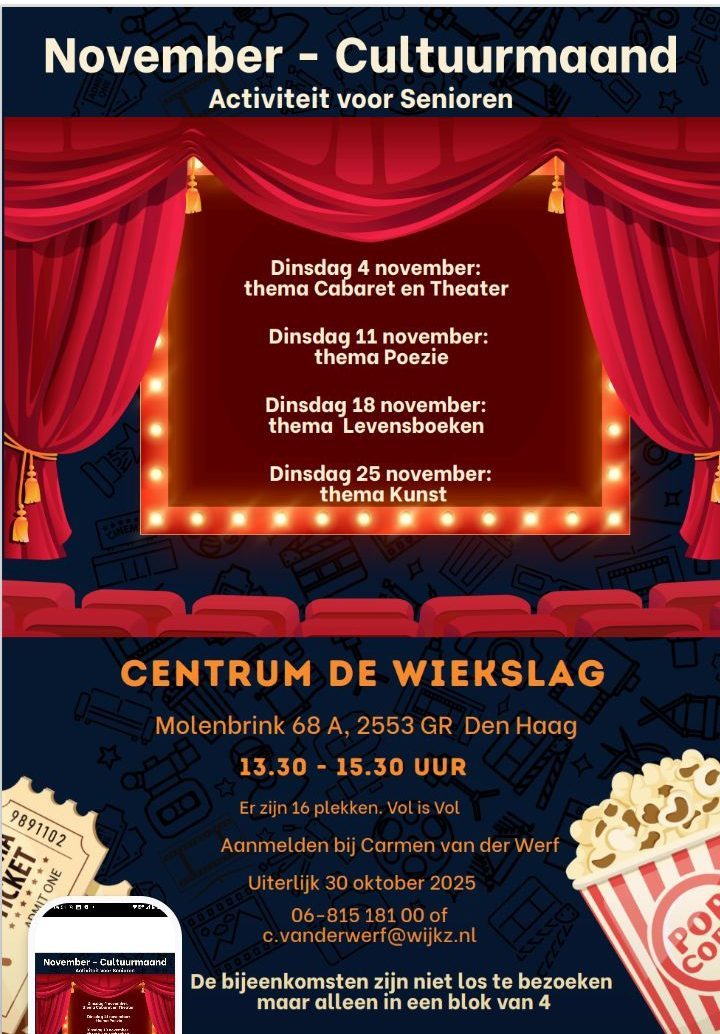 November - Cultuurmaand
Activiteit voor Senioren
Dinsdag 4 november:
thema Cabaret en Theater
Dinsdag 11 november:
thema Poezie
Dinsdag 18 november:
thema Levensboeken
Dinsdag 25 november:
thema Kunst
CENTRUM DE WIEKSLAG
Molenbrink 68 A, 2553 GR Den Haag
13.30 - 15.30 UUR
Er zijn 16 plekken. Vol is Vol
Aanmelden bij Carmen van der Werf
Uiterlijk 30 oktober 2025
06-815 181 00 of
c.vanderwerf@wijkz.nl
De bijeenkomsten zijn niet los te bezoeken
maar alleen in een blok van 4
9891102
ADMIT ONE
POP
CO
November - Cultuurmaand
Activiteit voor Senioren